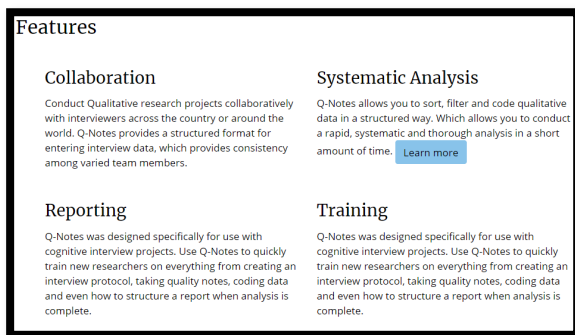 Features
Collaboration
Conduct Qualitative research projects collaboratively
with interviewers across the country or around the
world. Q-Notes provides a structured format for
entering interview data, which provides consistency
among varied team members.
Systematic Analysis
Q-Notes allows you to sort, filter and code qualitative
data in a structured way. Which allows you to conduct
a rapid, systematic and thorough analysis in a short
amount of time. Learn more
Reporting
Q-Notes was designed specifically for use with
cognitive interview projects. Use Q-Notes to quickly
train new researchers on everything from creating an
interview protocol, taking quality notes, coding data
and even how to structure a report when analysis is
complete.
Training
Q-Notes was designed specifically for use with
cognitive interview projects. Use Q-Notes to quickly
train new researchers on everything from creating an
interview protocol, taking quality notes, coding data
and even how to structure a report when analysis is
complete.